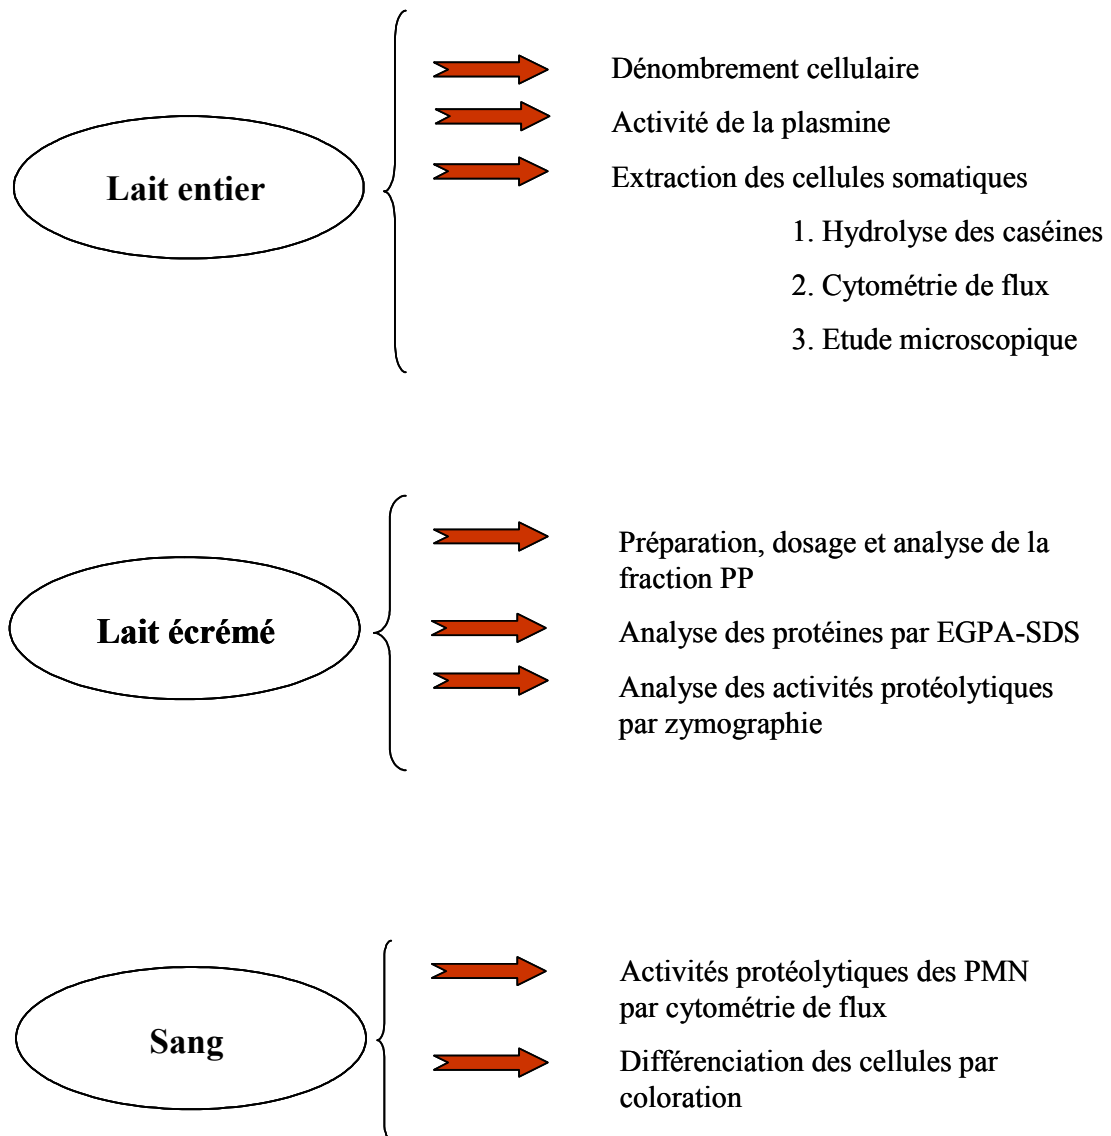 Dénombrement cellulaire
Activité de la plasmine
Lait entier
Extraction des cellules somatiques
1. Hydrolyse des caséines
2. Cytométrie de flux
3. Etude microscopique
Préparation, dosage et analyse de la
fraction PP
Lait écrémé
Analyse des protéines par EGPA-SDS
Analyse des activités protéolytiques
par zymographie
Activités protéolytiques des PMN
par cytométrie de flux
Sang
Différenciation des cellules par
coloration